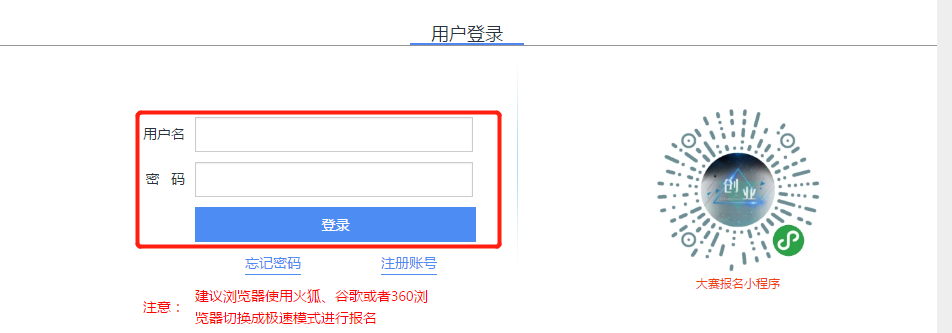 用户登录
用户名
密 码
登录
忘记密码 注册账号
注意： 建议浏览器使用火狐、谷歌或者360浏
览器切换成极速模式进行报名
创业
大赛报名小程序